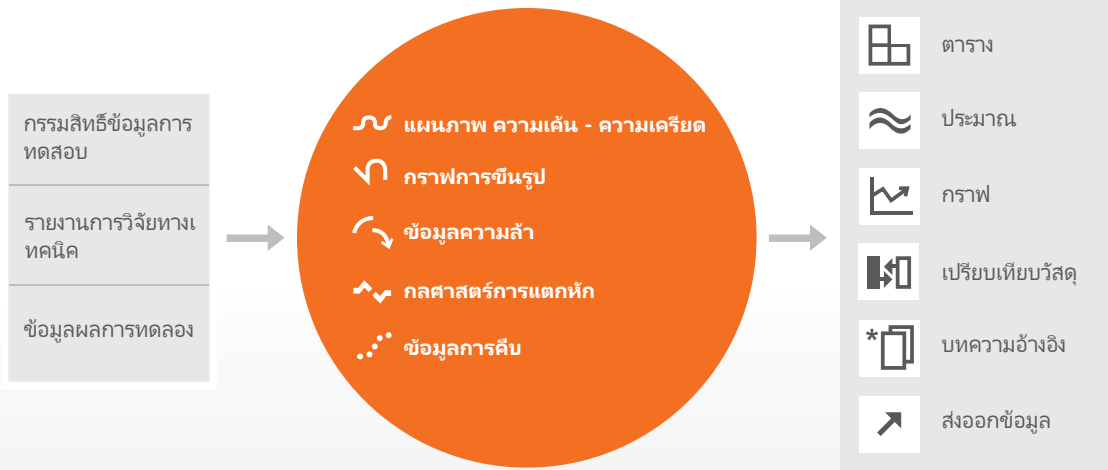 กรรมสิทธิ์ข้อมูลการ
ทดสอบ
รายงานการวิจัยทางเ
ทคนิค
ข้อมูลผลการทดลอง
แผนภาพ ความเค้น - ความเครียด
กราฟการขึ้นรูป
ข้อมูลความล้า
กลศาสตร์การแตกหัก
ข้อมูลการคืบ
ตาราง
ประมาณ
กราฟ
เปรียบเทียบวัสดุ
บทความอ้างอิง
ส่งออกข้อมูล